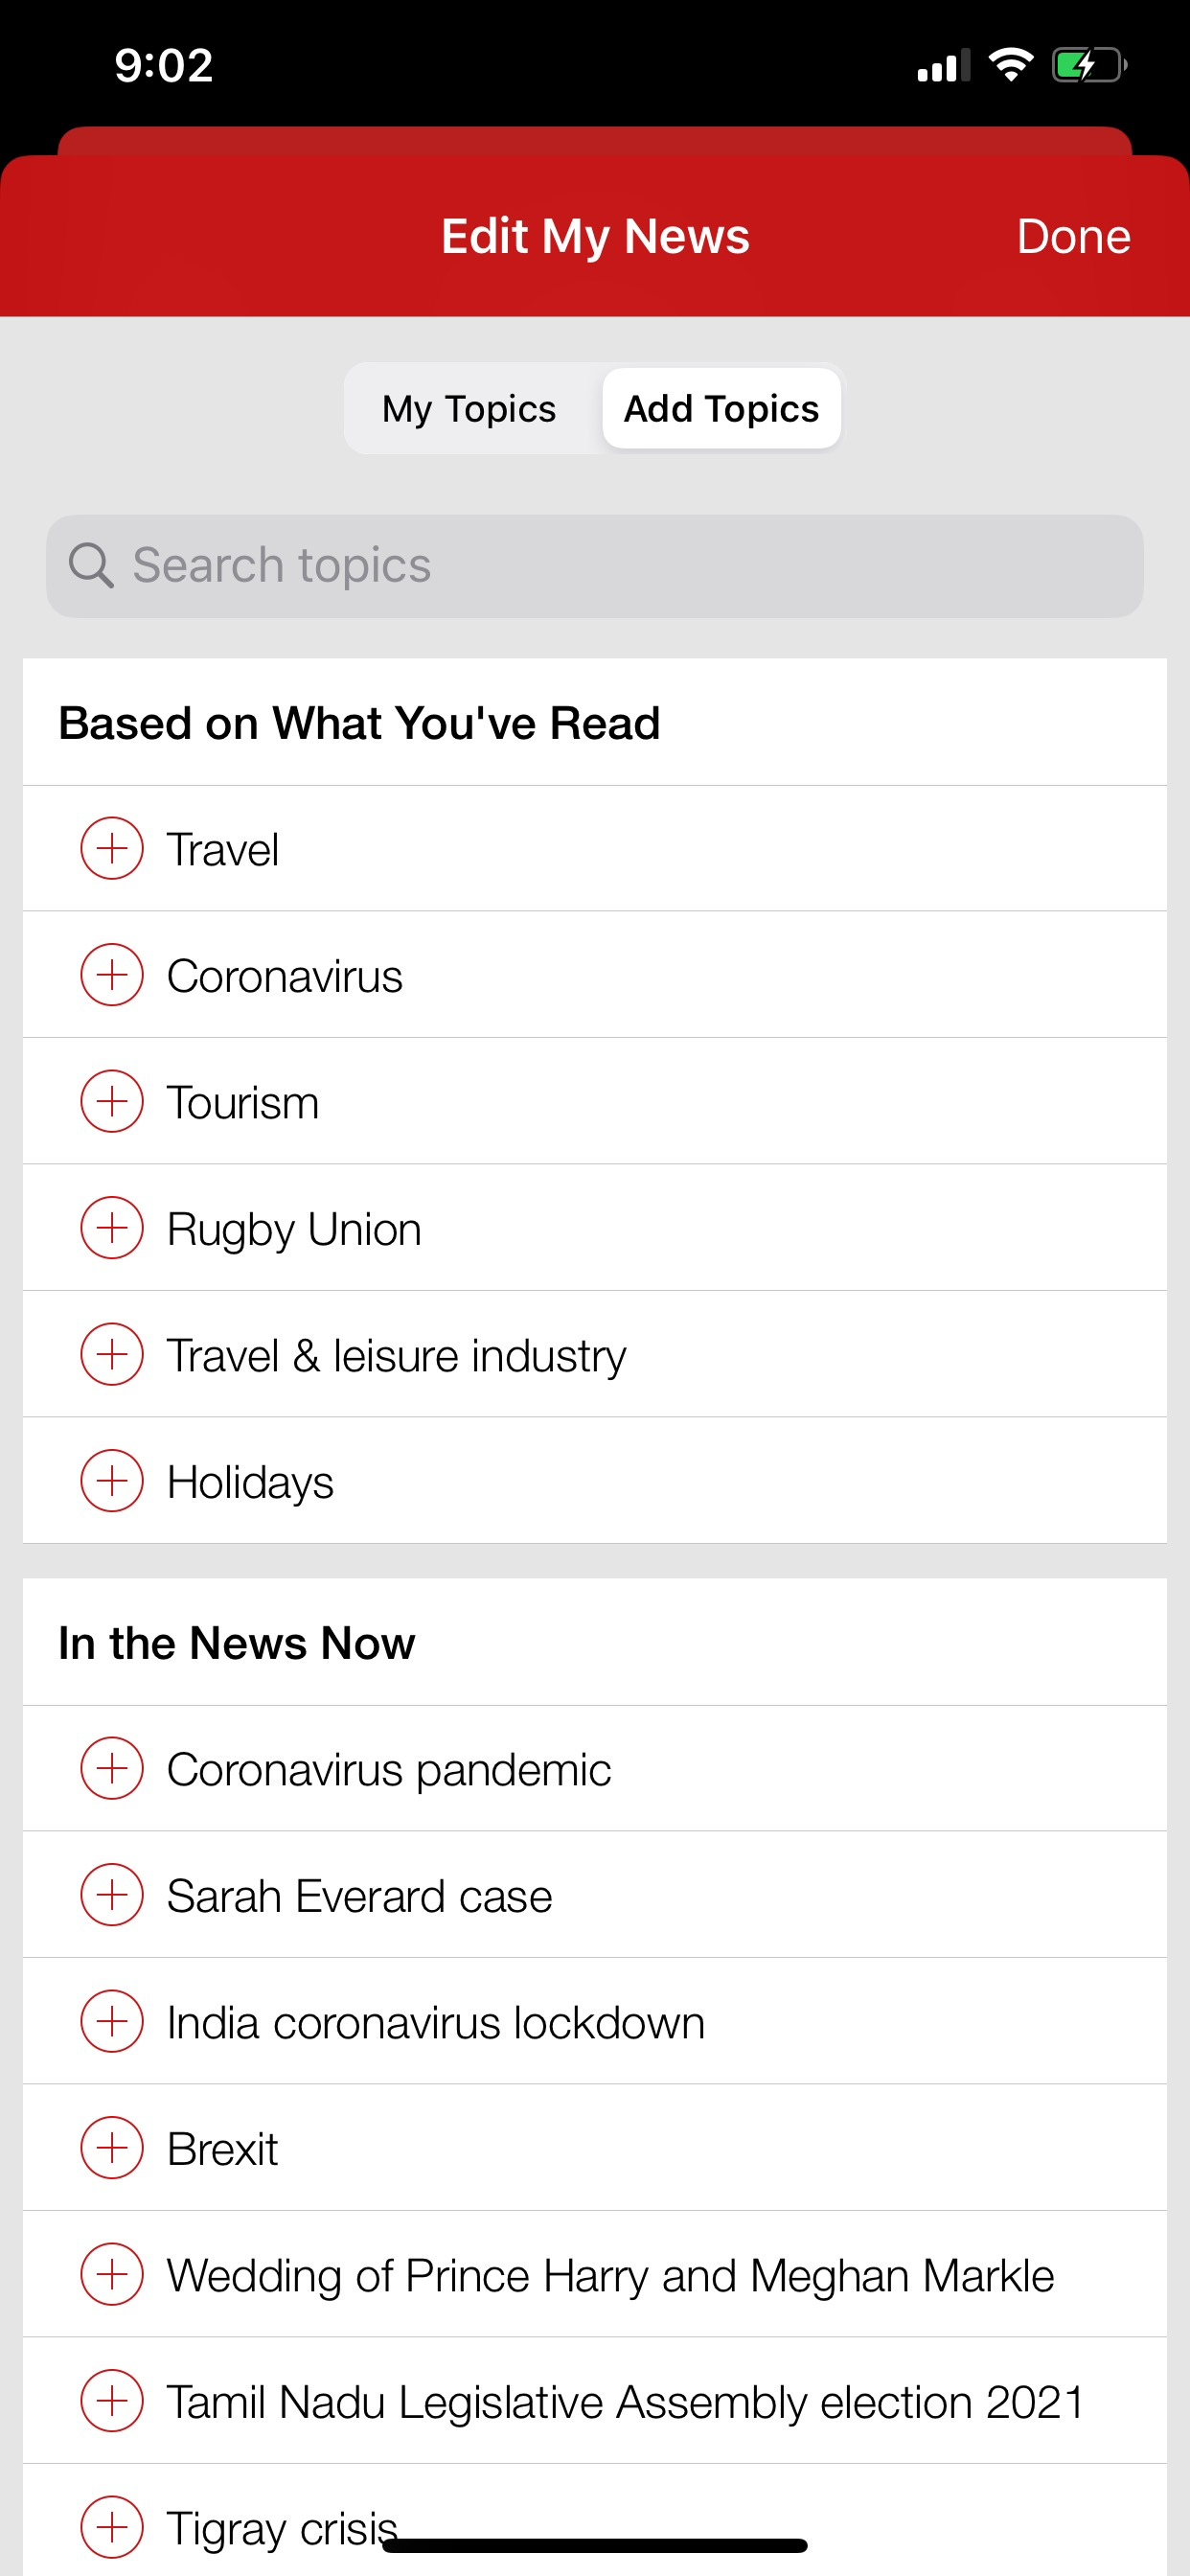 9:02
Edit My News
Done
My Topics
Add Topics
Search topics
Based on What You've Read
Travel
Coronavirus
Tourism
Rugby Union
Travel & leisure industry
Holidays
In the News Now
Coronavirus pandemic
Sarah Everard case
India coronavirus lockdown
Brexit
Wedding of Prince Harry and Meghan Markle
Tamil Nadu Legislative Assembly election 2021
Tigray crisis